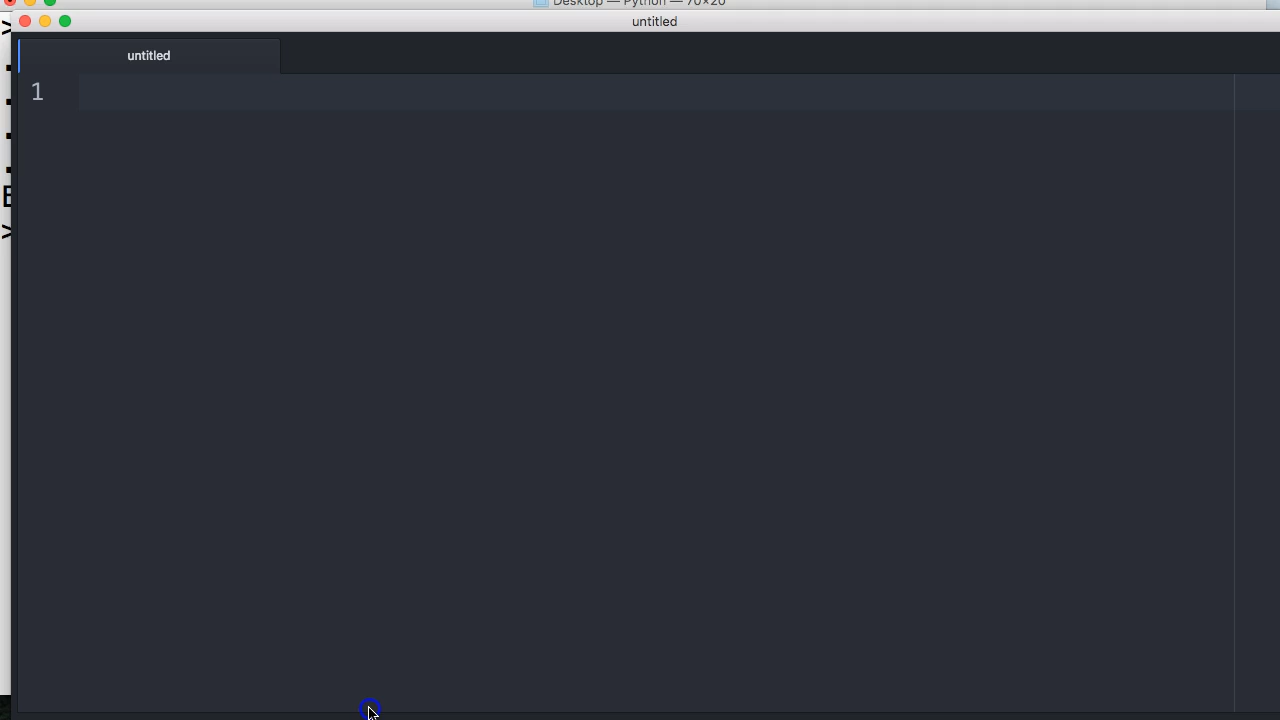 Desktop — Python — 70×20
untitled
untitled
1
>
E
>